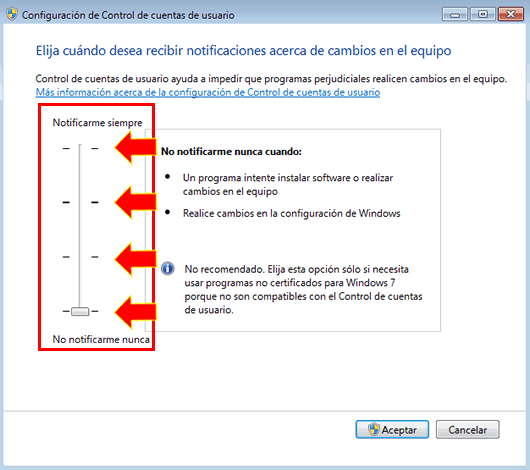 Configuración de Control de cuentas de usuario
Elija cuándo desea recibir notificaciones acerca de cambios en el equipo
Control de cuentas de usuario ayuda a impedir que programas perjudiciales realicen cambios en el equipo.
Más información acerca de la configuración de Control de cuentas de usuario
Notificarme siempre
No notificarme nunca cuando:
Un programa intente instalar software o realizar
cambios en el equipo
Realice cambios en la configuración de Windows
No recomendado. Elija esta opción sólo si necesita
usar programas no certificados para Windows 7
porque no son compatibles con el Control de cuentas
de usuario.
No notificarme nunca
Aceptar
Cancelar